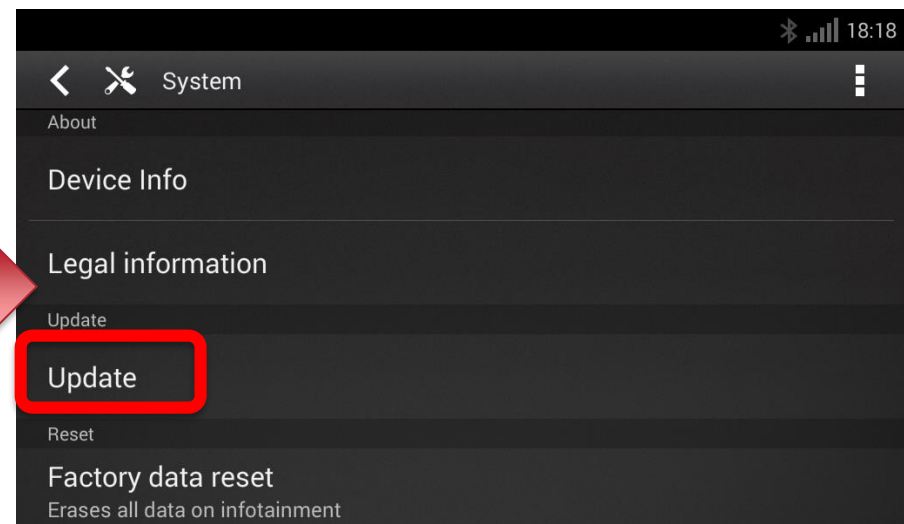 18:18
System
About
Device Info
Legal information
Update
Update
Reset
Factory data reset
Erases all data on infotainment